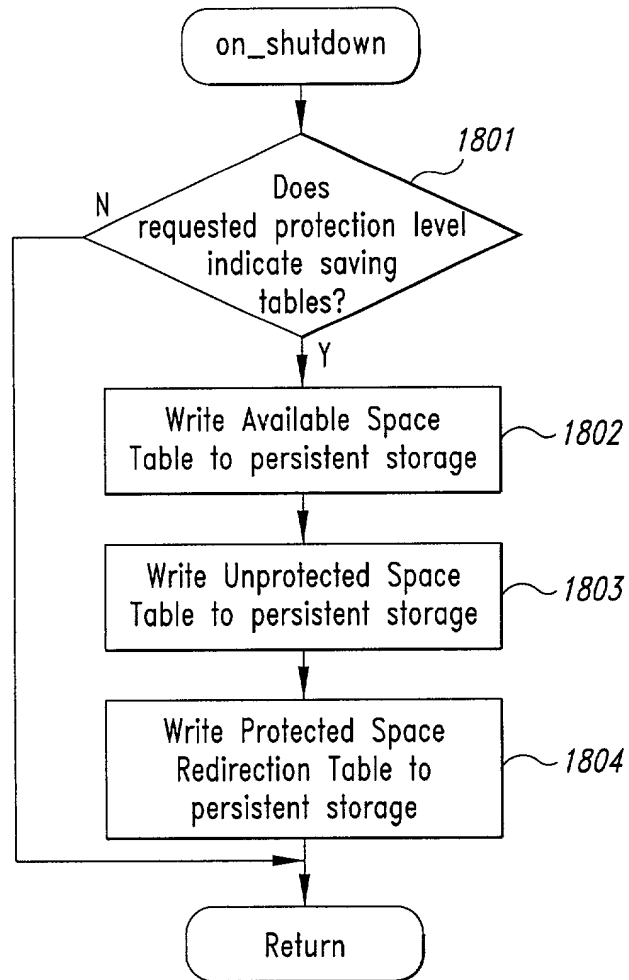 on_shutdown
1801
Does
requested protection level
indicate saving
tables?
N
Y
Write Available Space
Table to persistent storage
1802
Write Unprotected Space
Table to persistent storage
1803
Write Protected Space
Redirection Table to
persistent storage
1804
Return